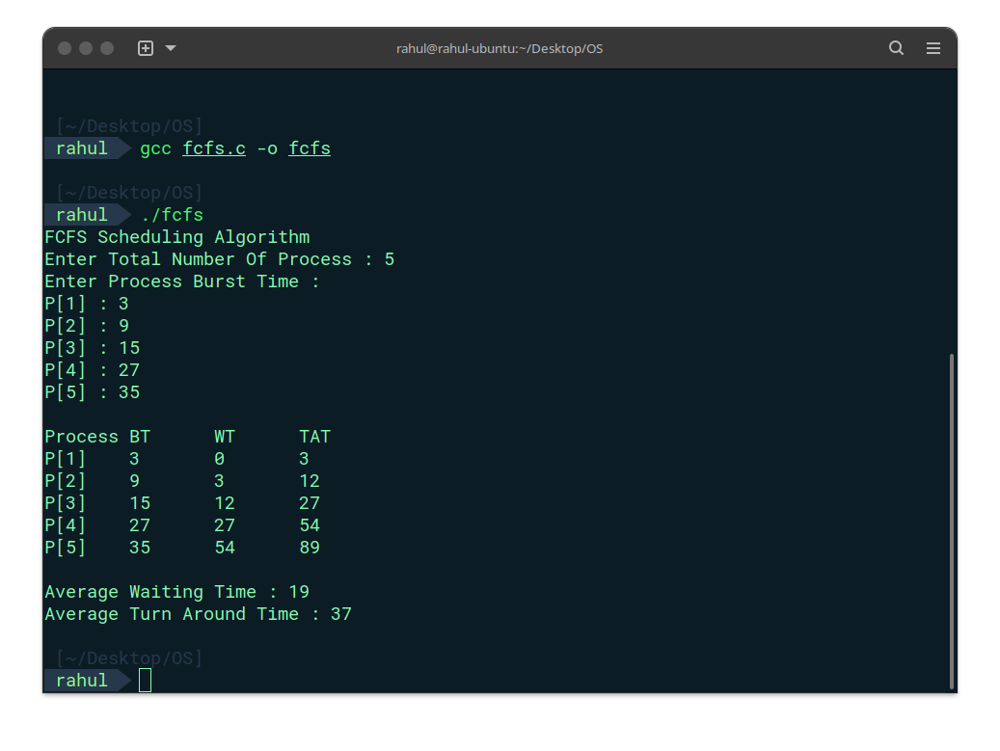 rahul@rahul-ubuntu:~/Desktop/OS
[~/Desktop/OS]
rahul gcc fcfs.c -o fcfs
[~/Desktop/OS]
rahul ./fcfs
FCFS Scheduling Algorithm
Enter Total Number Of Process : 5
Enter Process Burst Time :
P[1] : 3
P[2] : 9
P[3] : 15
P[4] : 27
P[5] : 35
Process BT WT TAT
P[1] 3 0 3
P[2] 9 3 12
P[3] 15 12 27
P[4] 27 27 54
P[5] 35 54 89
Average Waiting Time : 19
Average Turn Around Time : 37
[~/Desktop/OS]
rahul